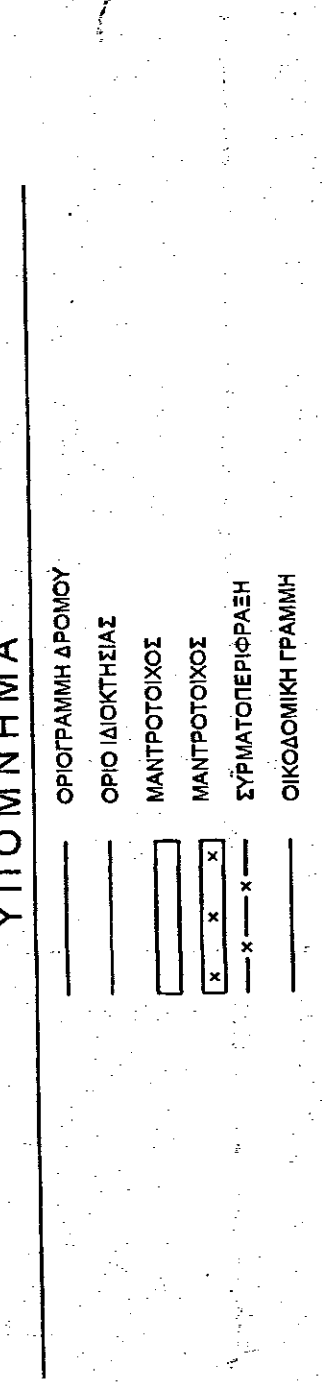 ΥΠΟΜΝΗΜΑ
ΟΡΙΟΓΡΑΜΜΗ ΔΡΟΜΟΥ
ΟΡΙΟ ΙΔΙΟΚΤΗΣΙΑΣ
ΜΑΝΤΡΟΤΟΙΧΟΣ
ΜΑΝΤΡΟΤΟΙΧΟΣ
ΣΥΡΜΑΤΟΠΕΡΙΦΡΑΞΗ
ΟΙΚΟΔΟΜΙΚΗ ΓΡΑΜΜΗ